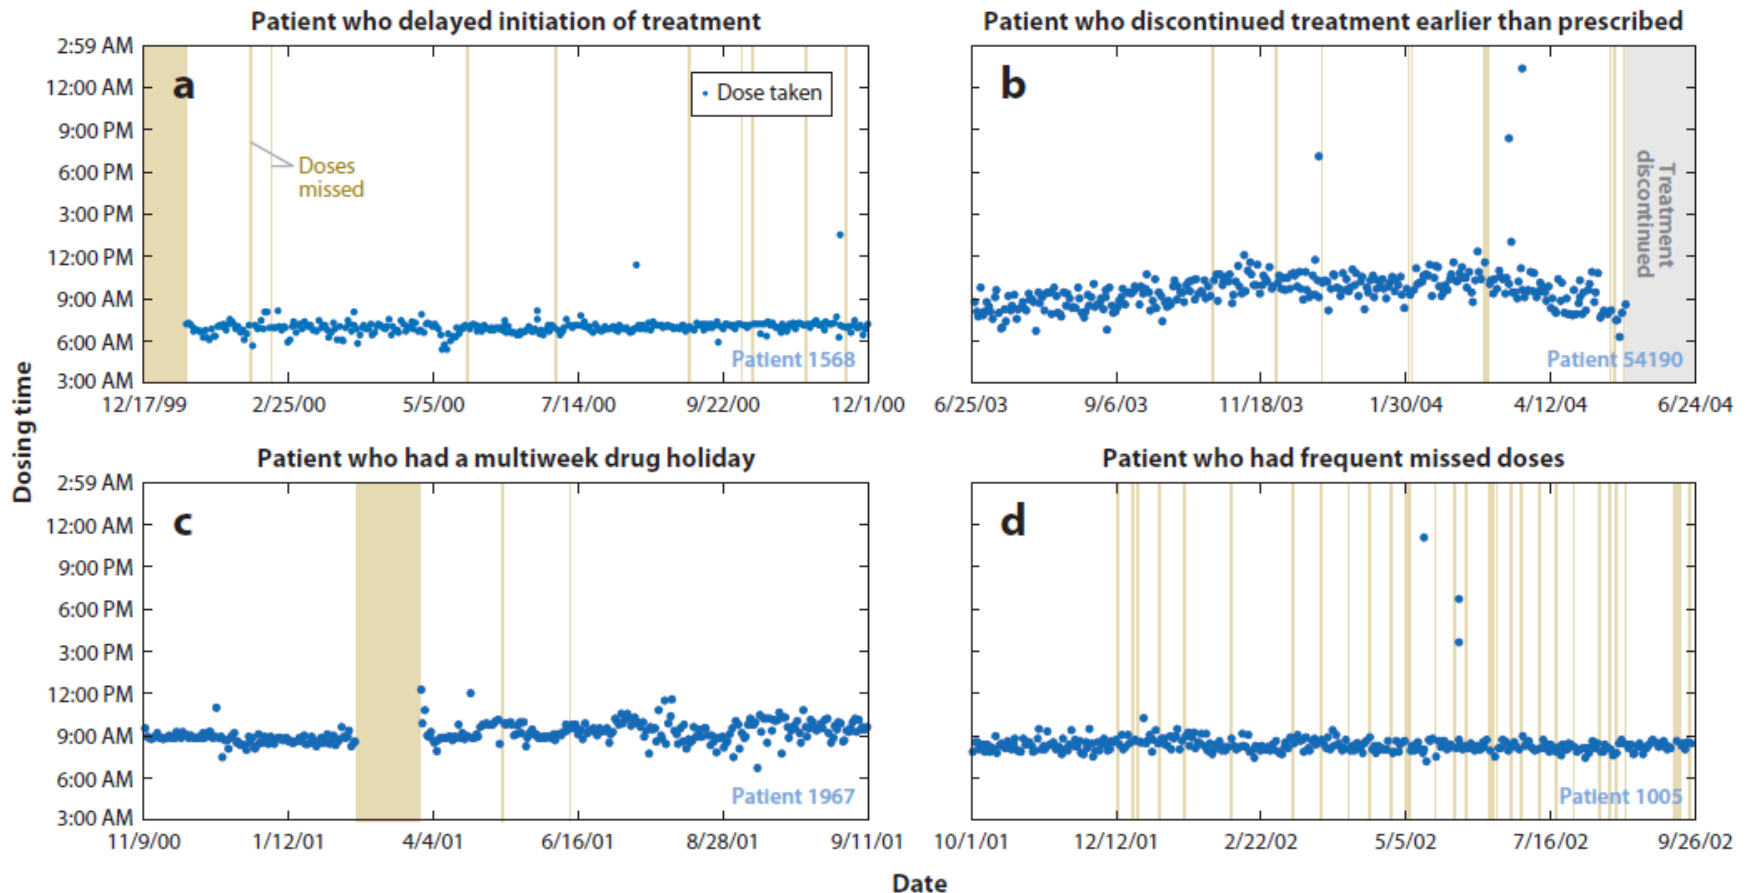 Patient who delayed initiation of treatment
2:59 AM
12:00 AM
9:00 PM
6:00 PM
3:00 PM
12:00 PM
9:00 AM
6:00 AM
3:00 AM
a
Dose taken
Doses
missed
Patient 1568
12/17/99
2/25/00
5/5/00
7/14/00
9/22/00
12/1/00
Patient who discontinued treatment earlier than prescribed
b
Treatment
discontinued
Patient 54190
6/25/03
9/6/03
11/18/03
1/30/04
4/12/04
6/24/04
Dosing time
Patient who had a multiweek drug holiday
2:59 AM
12:00 AM
9:00 PM
6:00 PM
3:00 PM
12:00 PM
9:00 AM
6:00 AM
3:00 AM
c
Patient 1967
11/9/00
1/12/01
4/4/01
6/16/01
8/28/01
9/11/01
Patient who had frequent missed doses
d
Patient 1005
10/1/01
12/12/01
2/22/02
5/5/02
7/16/02
9/26/02
Date